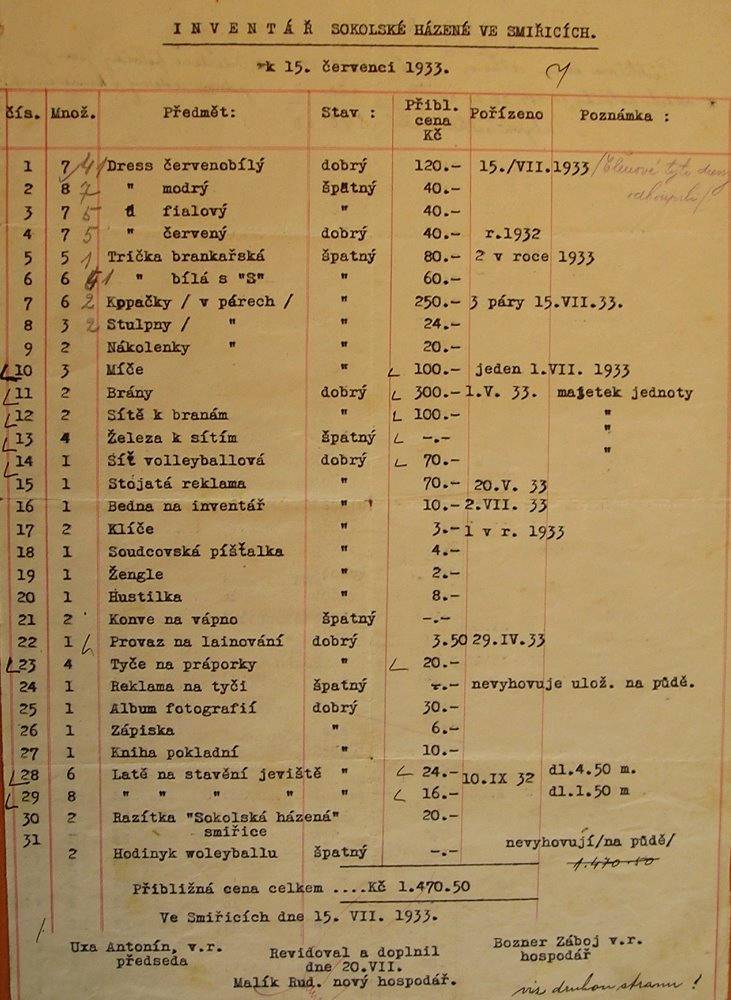 INVENTÁŘ SOKOLSKÉ HÁZENÉ VE SMIŘICÍCH.
k 15. červenci 1933.
čís. Množ. Předmět: Stav : Přibl. cena Kč Pořízeno Poznámka :
1 7 41 Dress červenobílý dobrý 120.- 15./VII.1933 /Členové tyto dresy
2 8 7 " modrý špatný 40.- odkoupili/
3 7 5 " fialový " 40.-
4 7 5 " červený dobrý 40.- r.1932
5 5 1 Trička brankařská špatný 80.- 2 v roce 1933
6 6 1 " bílá s "S" " 60.-
7 6 2 Kopačky / v párech / " 250.- 3 páry 15.VII.33.
8 3 2 Stulpny / " " 24.-
9 2 Nákolenky " " 20.-
10 3 Míče " 100.- jeden 1.VII. 1933
11 2 Brány dobrý 300.- 1.V. 33. majetek jednoty
12 2 Sítě k branám " 100.- "
13 4 Železa k sítím špatný -.- "
14 I Síť volleyballová dobrý 70.- "
15 1 Stojatá reklama " 70.- 20.V. 33
16 1 Bedna na inventář " 10.- 2.VII. 33
17 2 Klíče " 3.- 1 v r. 1933
18 1 Soudcovská píšťalka " 4.-
19 1 Žengle " 2.-
20 1 Hustilka " 8.-
21 2 Konve na vápno špatný -.-
22 1 Provaz na lainování dobrý 3.50 29.IV.33
23 4 Tyče na práporky " 20.-
24 1 Reklama na tyči špatný -.- nevyhovuje ulož. na půdě.
25 1 Album fotografií dobrý 30.-
26 1 Zápiska " 6.-
27 1 Kniha pokladní " 10.-
28 6 Latě na stavění jeviště " 24.- 10.IX 32 dl.4.50 m.
29 8 " " " " " 16.- dl.1.50 m
30 2 Razítka "Sokolská házená" 20.-
smiřice
31 nevyhovují/na půdě/
2 Hodinyk woleyballu špatný -.- 1.470.50
Přibližná cena celkem ....Kč 1.470.50
Ve Smiřicích dne 15. VII. 1933.
Uxa Antonín, v.r. Revidoval a doplnil Bozner Záboj v.r.
předseda dne 20.VII. hospodář
Malík Rud. nový hospodář.
viz druhou stranu !